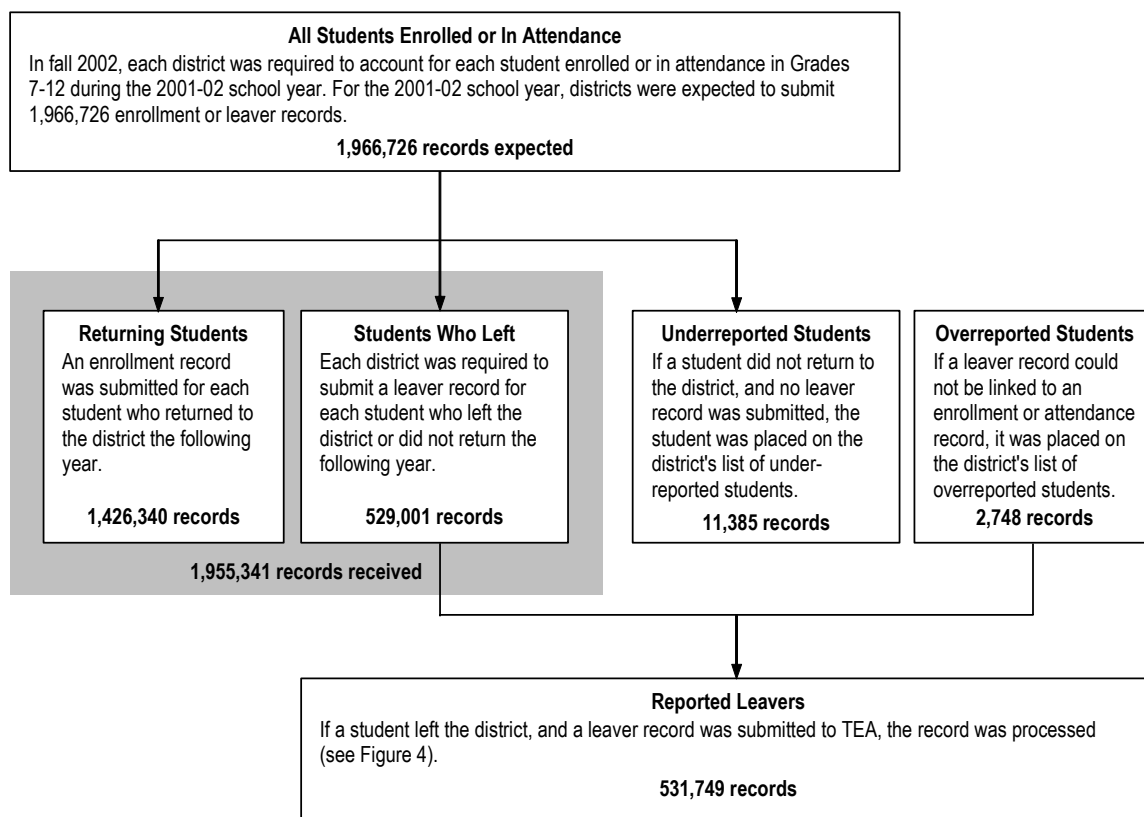 All Students Enrolled or In Attendance
In fall 2002, each district was required to account for each student enrolled or in attendance in Grades
7-12 during the 2001-02 school year. For the 2001-02 school year, districts were expected to submit
1,966,726 enrollment or leaver records.
1,966,726 records expected
Returning Students
An enrollment record
was submitted for each
student who returned to
the district the following
year.
1,426,340 records
Students Who Left
Each district was required to
submit a leaver record for
each student who left the
district or did not return the
following year.
529,001 records
1,955,341 records received
Underreported Students
If a student did not return to
the district, and no leaver
record was submitted, the
student was placed on the
district's list of under-
reported students.
11,385 records
Overreported Students
If a leaver record could
not be linked to an
enrollment or attendance
record, it was placed on
the district's list of
overreported students.
2,748 records
Reported Leavers
If a student left the district, and a leaver record was submitted to TEA, the record was processed
(see Figure 4).
531,749 records